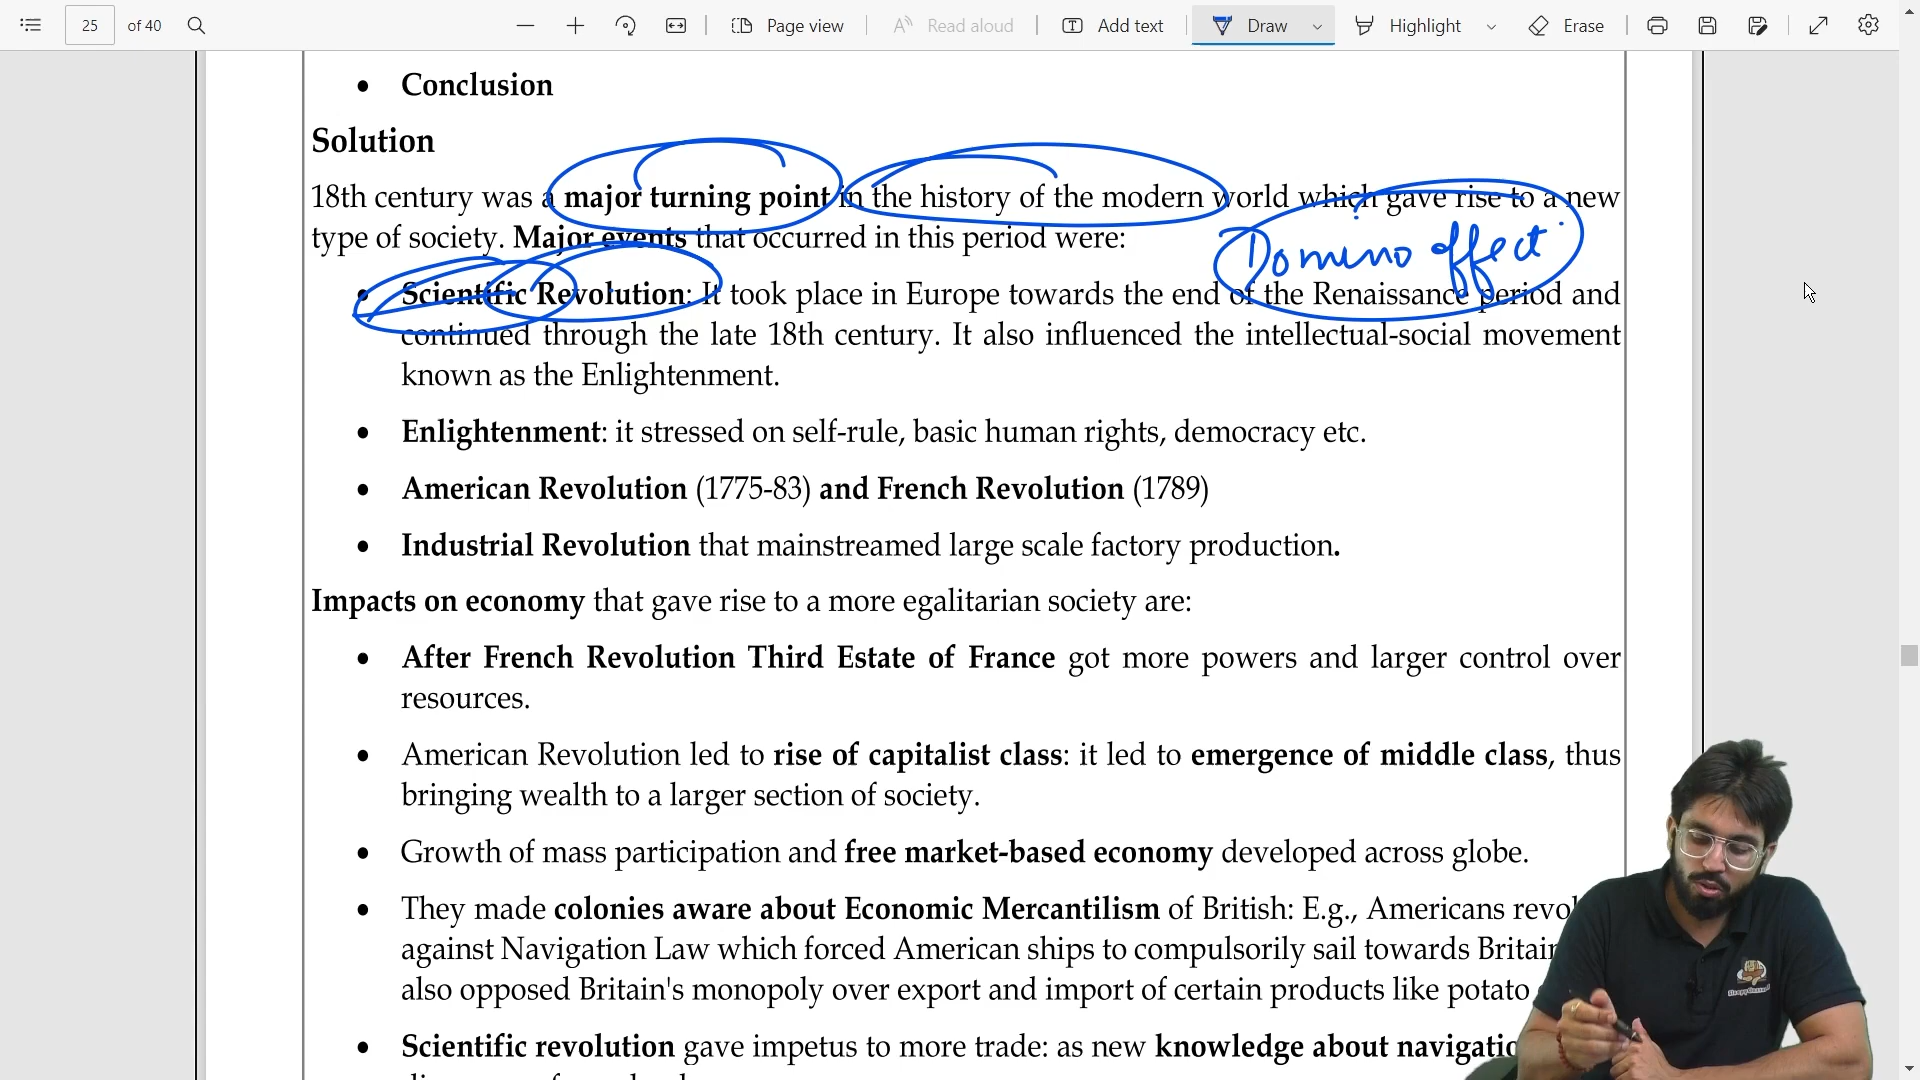 25 of 40 Page view Read aloud Add text Draw Highlight Erase
• Conclusion
Solution
18th century was a major turning point in the history of the modern world which gave rise to a new
type of society. Major events that occurred in this period were:
Domino effect
• Scientific Revolution: It took place in Europe towards the end of the Renaissance period and
continued through the late 18th century. It also influenced the intellectual-social movement
known as the Enlightenment.
• Enlightenment: it stressed on self-rule, basic human rights, democracy etc.
• American Revolution (1775-83) and French Revolution (1789)
• Industrial Revolution that mainstreamed large scale factory production.
Impacts on economy that gave rise to a more egalitarian society are:
• After French Revolution Third Estate of France got more powers and larger control over
resources.
• American Revolution led to rise of capitalist class: it led to emergence of middle class, thus
bringing wealth to a larger section of society.
• Growth of mass participation and free market-based economy developed across globe.
• They made colonies aware about Economic Mercantilism of British: E.g., Americans revol
against Navigation Law which forced American ships to compulsorily sail towards Britain
also opposed Britain's monopoly over export and import of certain products like potato
• Scientific revolution gave impetus to more trade: as new knowledge about navigatio